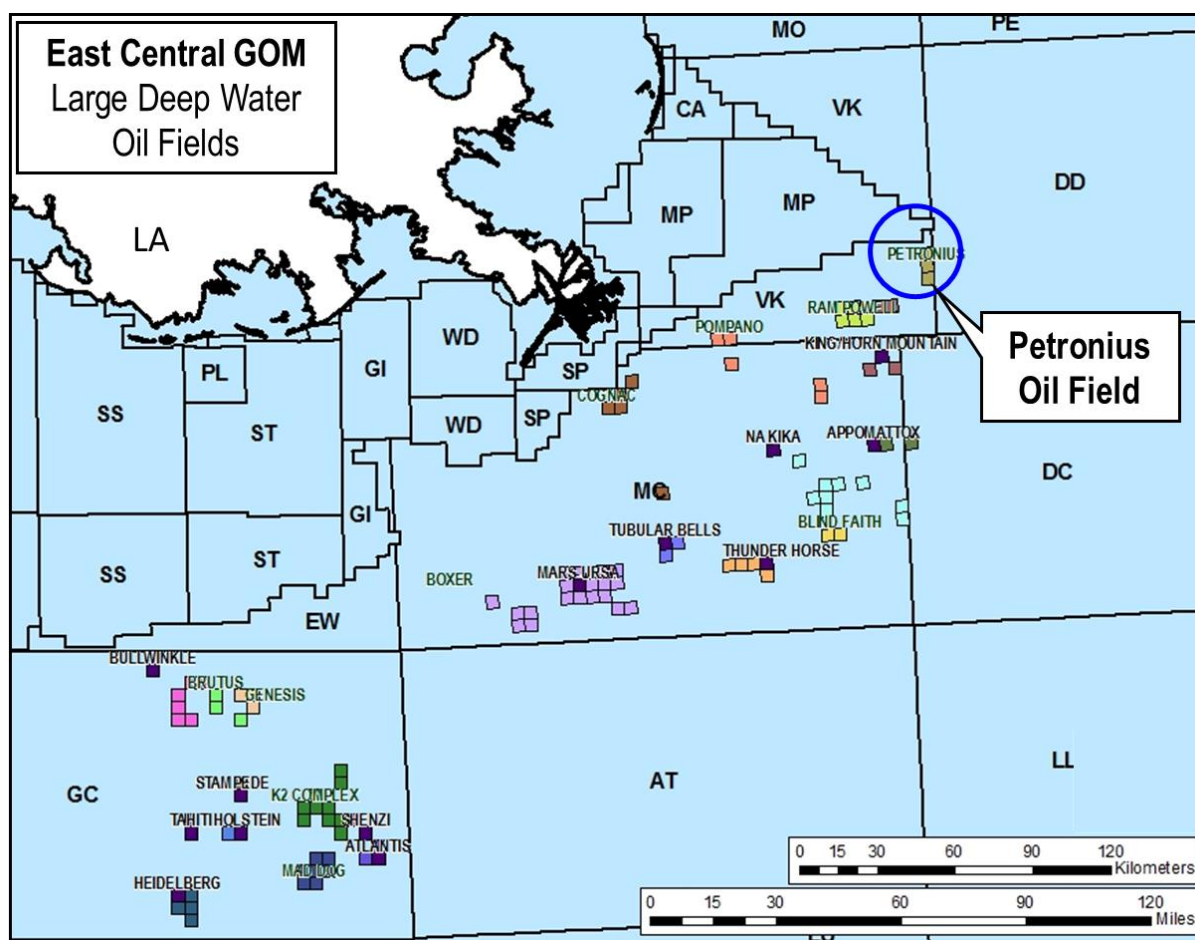 East Central GOM
Large Deep Water
Oil Fields
MO
PE
CA
VK
DD
LA
MP
MP
PETRONIUS
VK
RAM POWELL
POMPANO
KING/HORN MOUNTAIN
Petronius
Oil Field
WD
GI
PL
SP
SS
ST
COGNAC
WD
SP
NA KIKA
APPOMATTOX
DC
MC
GI
BLIND FAITH
TUBULAR BELLS
THUNDER HORSE
SS
ST
BOXER
MARS URSA
EW
BULLWINKLE
BRUTUS
GENESIS
LL
STAMPEDE
GC
K2 COMPLEX
AT
TAHITI
HOLSTEIN
SHENZI
ATLANTIS
MAD DOG
HEIDELBERG
0 15 30 60 90 120
Kilometers
0 15 30 60 90 120
Miles